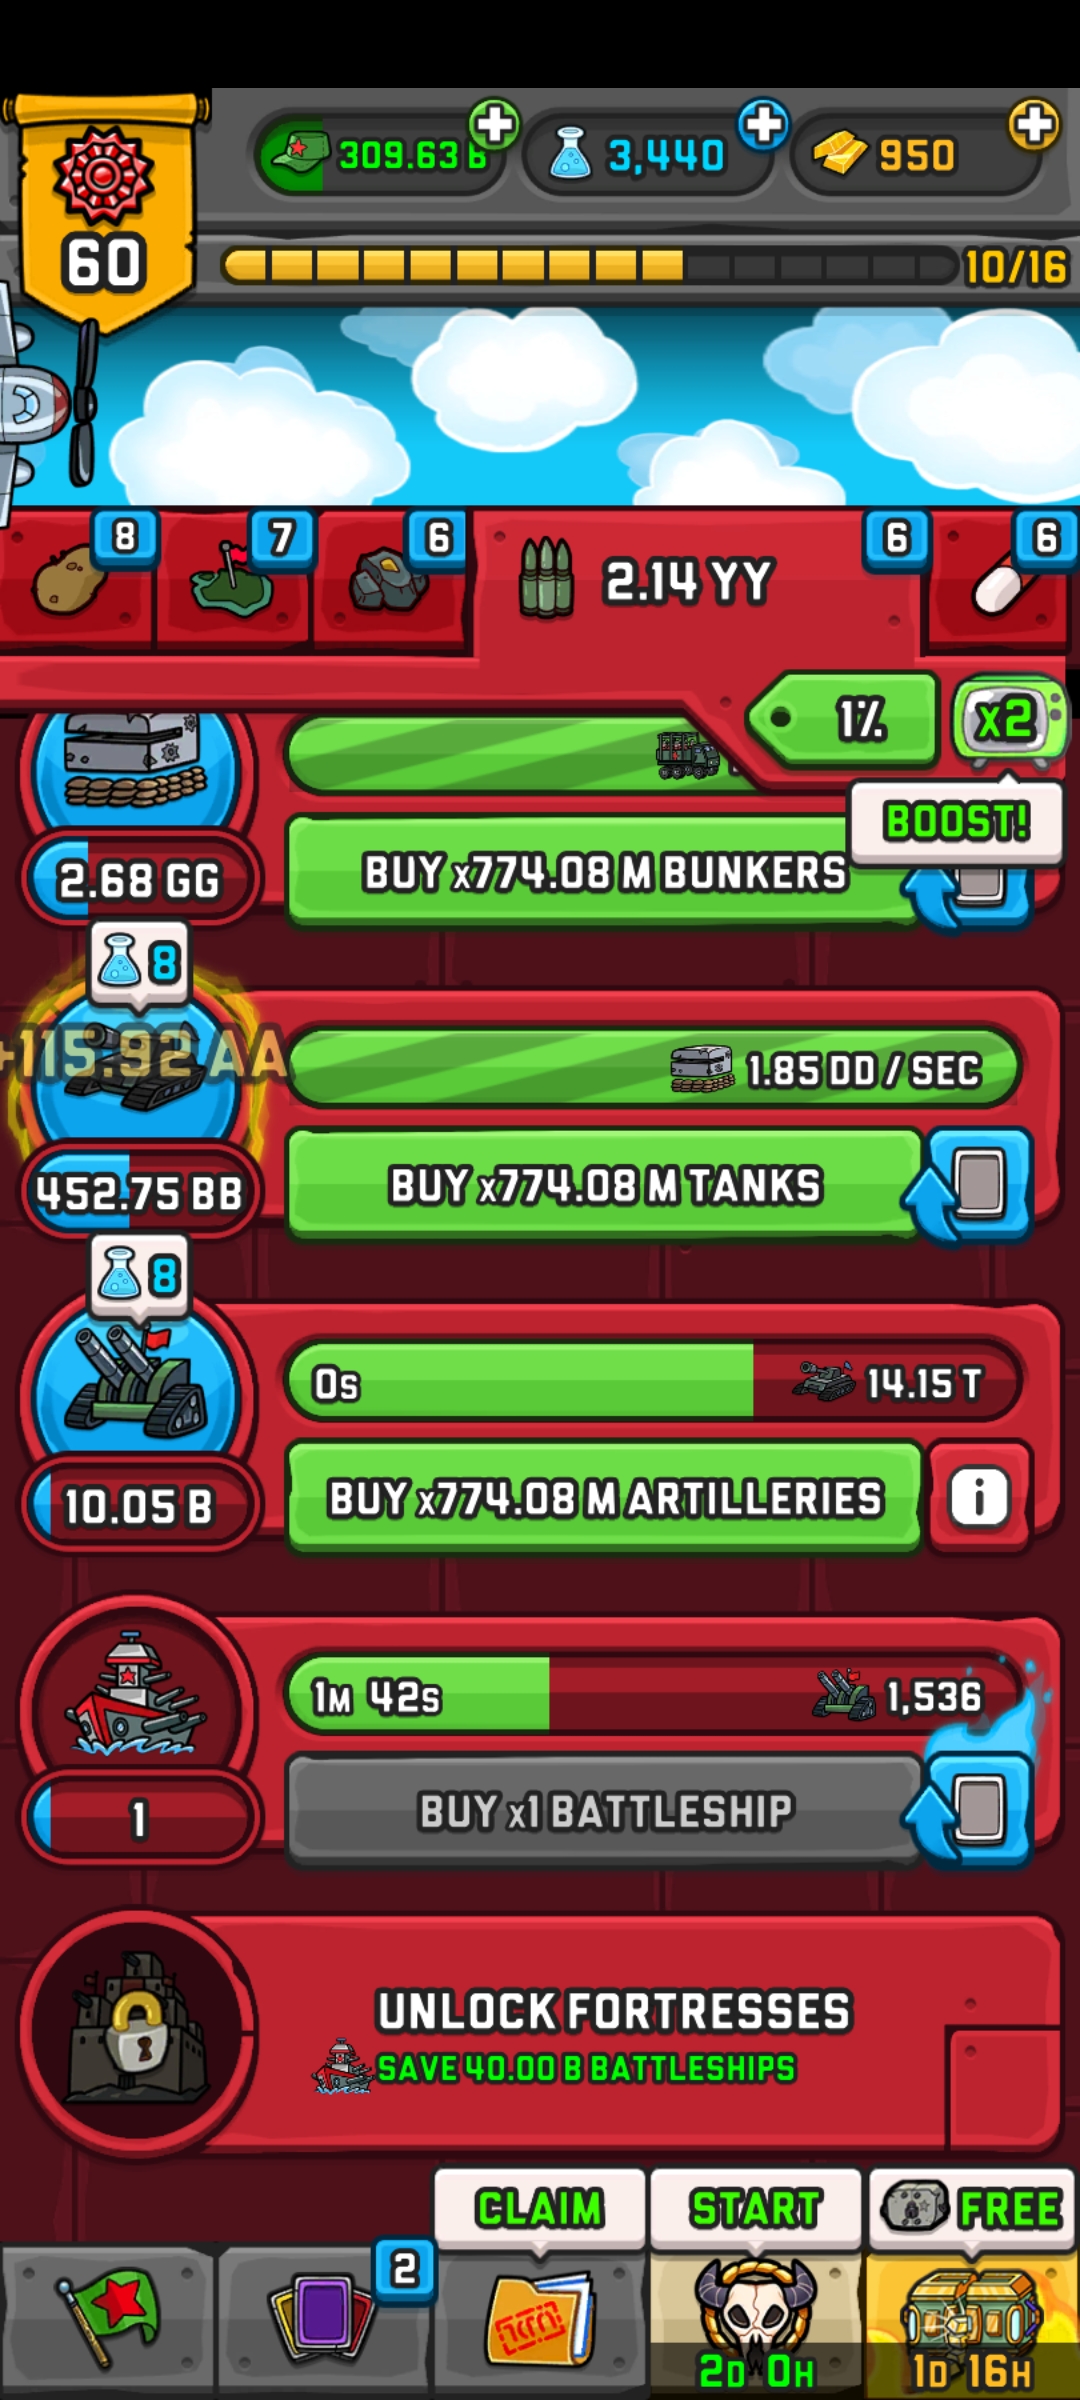 309.63 B
3,440
950
60
10/16
8
7
6
2.14 YY
6
6
1%
x2
BOOST!
BUY x774.08 M BUNKERS
2.68 GG
8
+115.92 AA
1.85 DD / SEC
BUY x774.08 M TANKS
452.75 BB
8
0s
14.15 T
BUY x774.08 M ARTILLERIES
i
10.05 B
1M 42s
1,536
BUY x1 BATTLESHIP
1
UNLOCK FORTRESSES
SAVE 40.00 B BATTLESHIPS
CLAIM
START
FREE
2
2D 0H
1D 16H